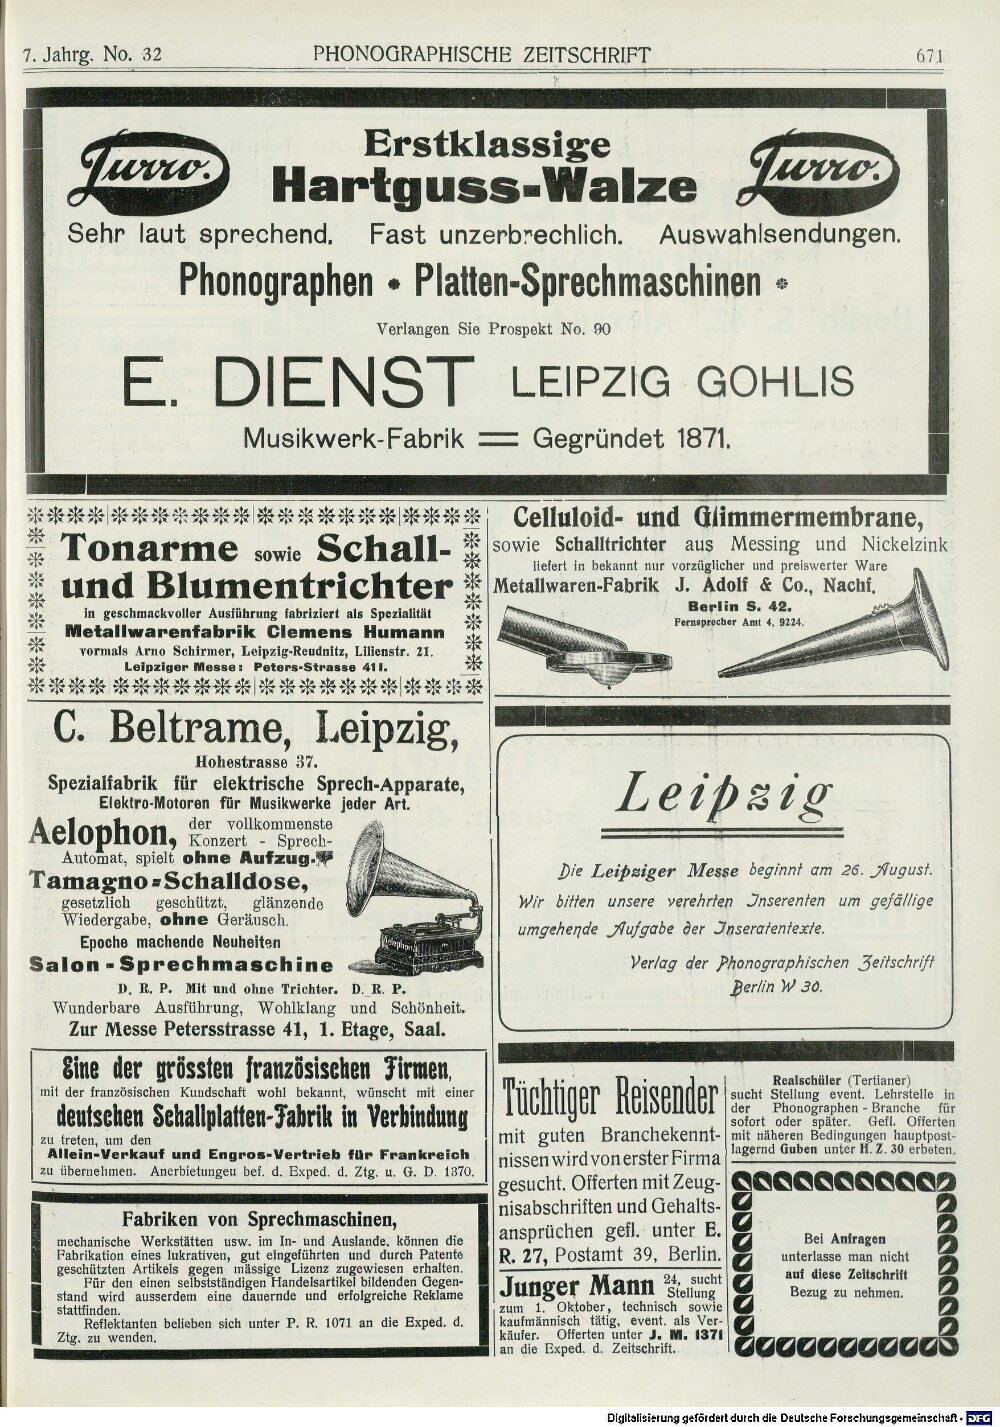 7. Jahrg. No. 32
PHONOGRAPHISCHE ZEITSCHRIFT
671
Jurro.
Erstklassige
Hartguss-Walze
Jurro.
Sehr laut sprechend. Fast unzerbrechlich. Auswahlsendungen.
Phonographen * Platten-Sprechmaschinen *
Verlangen Sie Prospekt No. 90
E. DIENST LEIPZIG GOHLIS
Musikwerk-Fabrik = Gegründet 1871.
Tonarme sowie Schall-
und Blumentrichter
in geschmackvoller Ausführung fabriziert als Spezialität
Metallwarenfabrik Clemens Humann
vormals Arno Schirmer, Leipzig-Reudnitz, Lilienstr. 21.
Leipziger Messe: Peters-Strasse 41I.
Celluloid- und Glimmermembrane,
sowie Schalltrichter aus Messing und Nickelzink
liefert in bekannt nur vorzüglicher und preiswerter Ware
Metallwaren-Fabrik J. Adolf & Co., Nachf.
Berlin S. 42.
Fernsprecher Amt 4, 9224.
C. Beltrame, Leipzig,
Hohestrasse 37.
Spezialfabrik für elektrische Sprech-Apparate,
Elektro-Motoren für Musikwerke jeder Art.
Aelophon, der vollkommenste
Konzert - Sprech-
Automat, spielt ohne Aufzug.
Tamagno-Schalldose,
gesetzlich geschützt, glänzende
Wiedergabe, ohne Geräusch.
Epoche machende Neuheiten
Salon-Sprechmaschine
D. R. P. Mit und ohne Trichter. D. R. P.
Wunderbare Ausführung, Wohlklang und Schönheit.
Zur Messe Petersstrasse 41, 1. Etage, Saal.
Aelophon
Leipzig
Die Leipziger Messe beginnt am 26. August.
Wir bitten unsere verehrten Inserenten um gefällige
umgehende Aufgabe der Inseratentexte.
Verlag der Phonographischen Zeitschrift
Berlin W 30.
Eine der grössten französischen Firmen,
mit der französischen Kundschaft wohl bekannt, wünscht mit einer
deutschen Schallplatten-Fabrik in Verbindung
zu treten, um den
Allein-Verkauf und Engros-Vertrieb für Frankreich
zu übernehmen. Anerbietungeu bef. d. Exped. d. Ztg. u. G. D. 1370.
Fabriken von Sprechmaschinen,
mechanische Werkstätten usw. im In- und Auslande, können die
Fabrikation eines lukrativen, gut eingeführten und durch Patente
geschützten Artikels gegen mässige Lizenz zugewiesen erhalten.
Für den einen selbstständigen Handelsartikel bildenden Gegen-
stand wird ausserdem eine dauernde und erfolgreiche Reklame
stattfinden.
Reflektanten belieben sich unter P. R. 1071 an die Exped. d.
Ztg. zu wenden.
Tüchtiger Reisender
mit guten Branchekennt-
nissen wird von erster Firma
gesucht. Offerten mit Zeug-
nisabschriften und Gehalts-
ansprüchen gefl. unter E.
R. 27, Postamt 39, Berlin.
Junger Mann 24, sucht
Stellung
zum 1. Oktober, technisch sowie
kaufmännisch tätig, event. als Ver-
käufer. Offerten unter J. M. 1371
an die Exped. d. Zeitschrift.
Realschüler (Tertianer)
sucht Stellung event. Lehrstelle in
der Phonographen-Branche für
sofort oder später. Gefl. Offerten
mit näheren Bedingungen hauptpost-
lagernd Guben unter H. Z. 30 erbeten.
Bei Anfragen
unterlasse man nicht
auf diese Zeitschrift
Bezug zu nehmen.
Digitalisierung gefördert durch die Deutsche Forschungsgemeinschaft - DFG